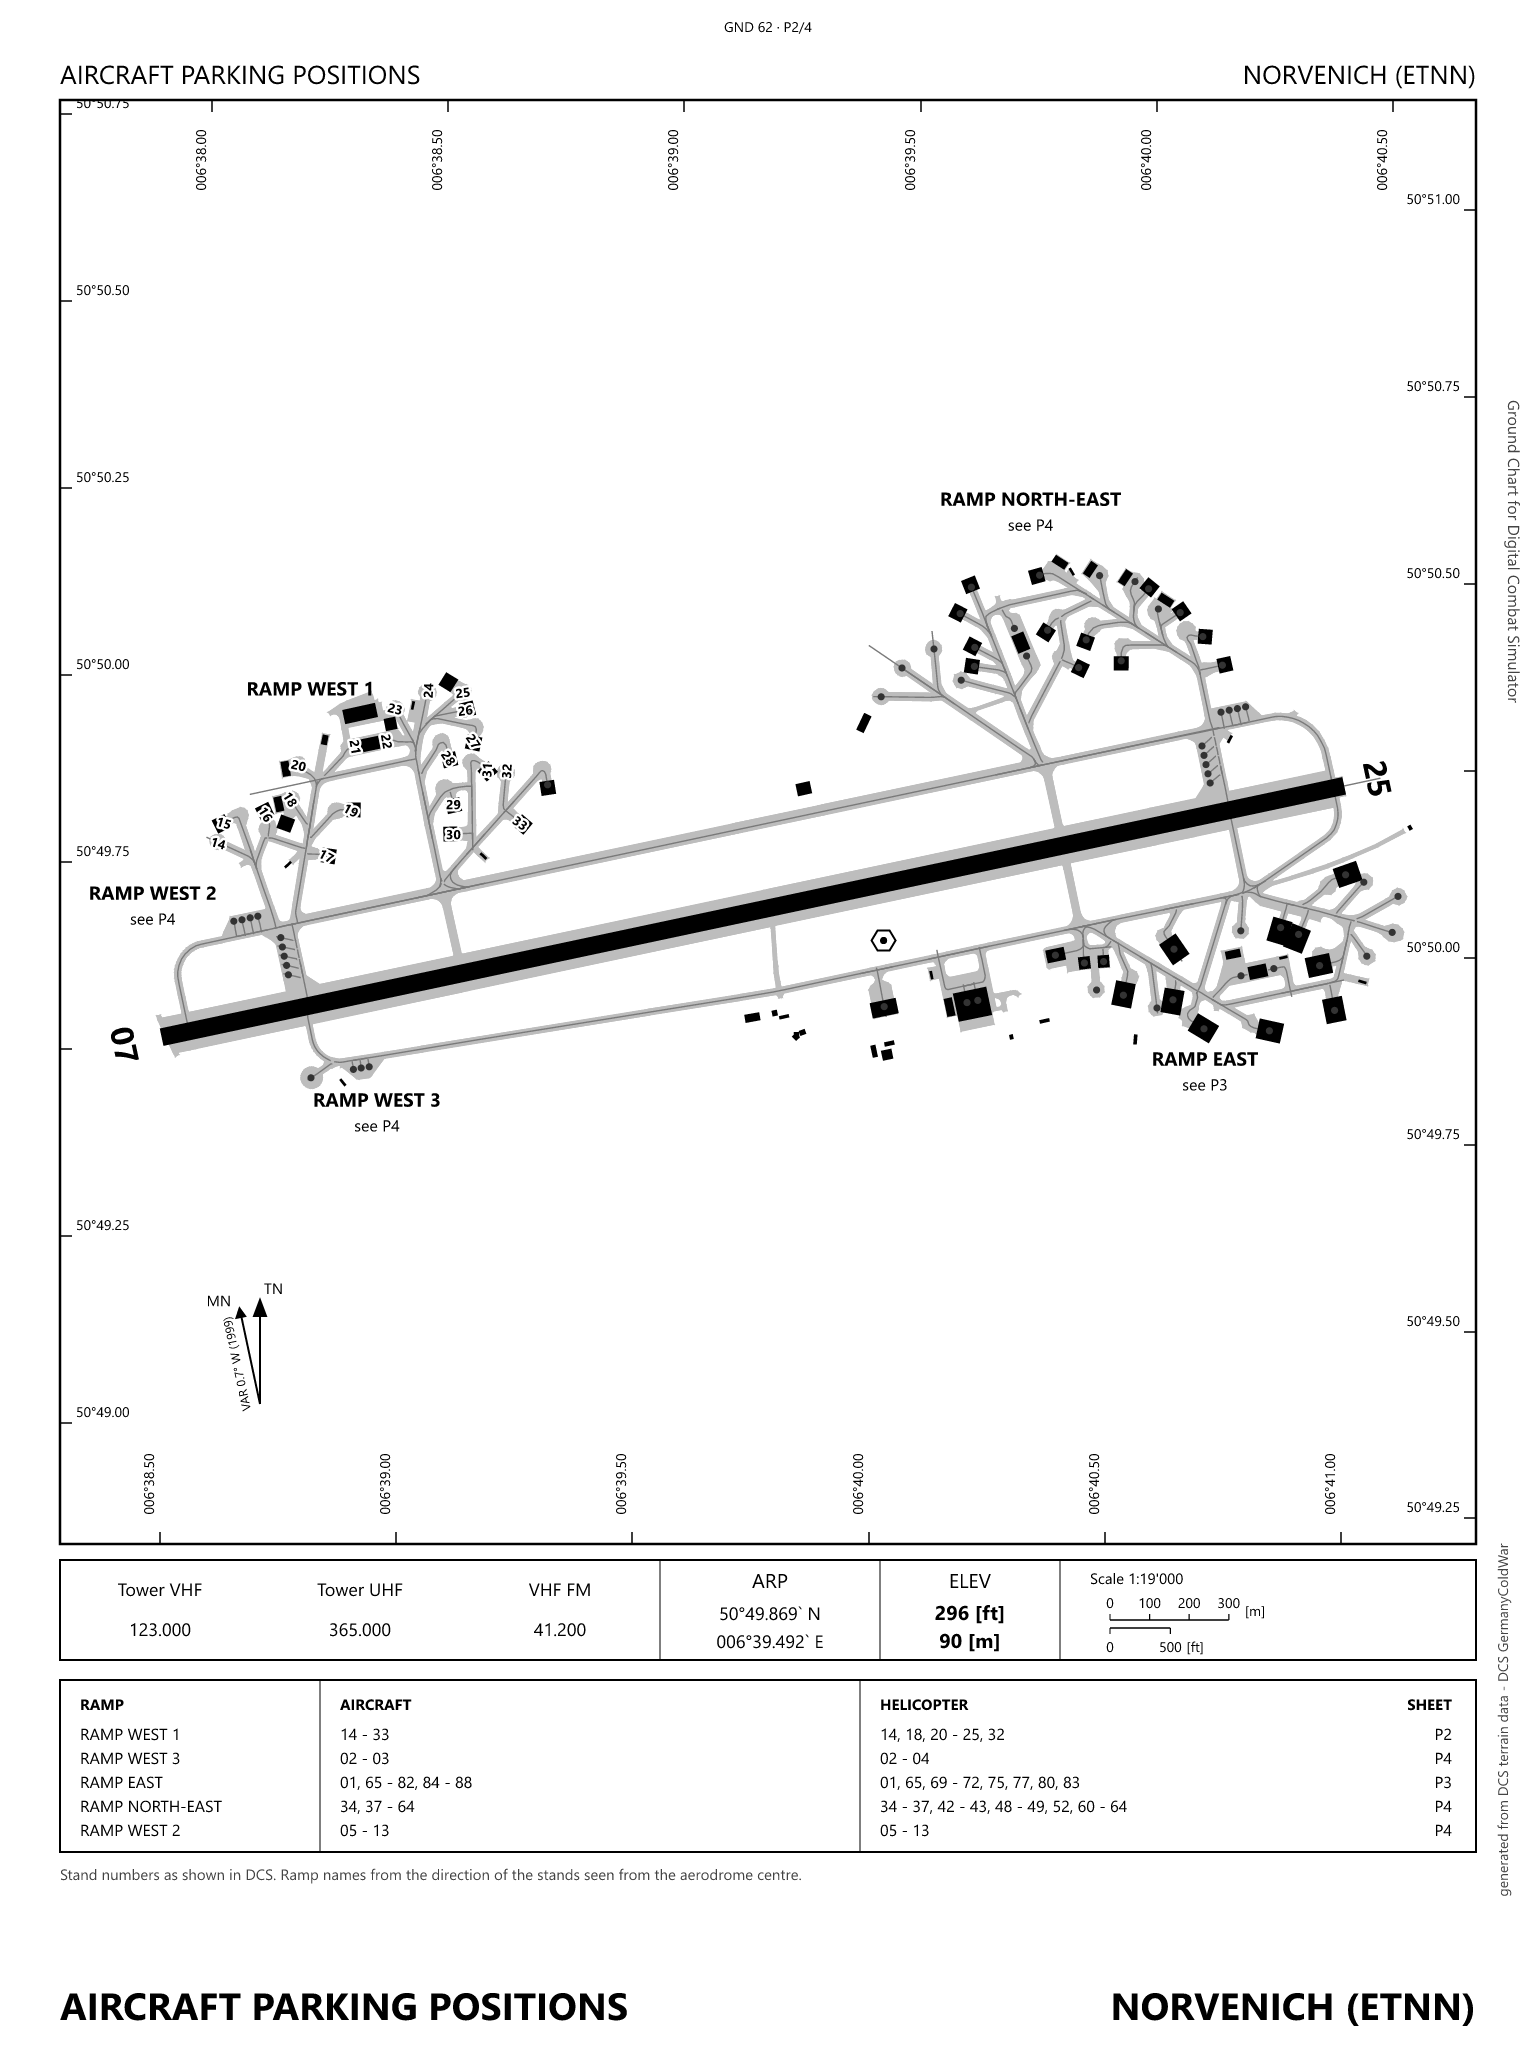 GND 62 · P2/4
AIRCRAFT PARKING POSITIONS
NORVENICH (ETNN)
50°50.75
006°38.00
006°38.50
006°39.00
006°39.50
006°40.00
006°40.50
50°51.00
50°50.50
50°50.75
50°50.25
50°50.50
RAMP NORTH-EAST
see P4
50°50.00
RAMP WEST 1
24
25
23
26
21
22
27
28
20
31
32
18
29
16
19
15
33
14
30
17
25
50°49.75
RAMP WEST 2
see P4
50°50.00
07
RAMP EAST
see P3
RAMP WEST 3
see P4
50°49.75
50°49.25
TN
MN
VAR 0.7° W (1999)
50°49.50
50°49.00
006°38.50
006°39.00
006°39.50
006°40.00
006°40.50
006°41.00
50°49.25
Ground Chart for Digital Combat Simulator
generated from DCS terrain data - DCS GermanyColdWar
Tower VHF
123.000
Tower UHF
365.000
VHF FM
41.200
ARP
50°49.869` N
006°39.492` E
ELEV
296 [ft]
90 [m]
Scale 1:19'000
0 100 200 300 [m]
0 500 [ft]
RAMP AIRCRAFT HELICOPTER SHEET
RAMP WEST 1 14 - 33 14, 18, 20 - 25, 32 P2
RAMP WEST 3 02 - 03 02 - 04 P4
RAMP EAST 01, 65 - 82, 84 - 88 01, 65, 69 - 72, 75, 77, 80, 83 P3
RAMP NORTH-EAST 34, 37 - 64 34 - 37, 42 - 43, 48 - 49, 52, 60 - 64 P4
RAMP WEST 2 05 - 13 05 - 13 P4
Stand numbers as shown in DCS. Ramp names from the direction of the stands seen from the aerodrome centre.
AIRCRAFT PARKING POSITIONS
NORVENICH (ETNN)